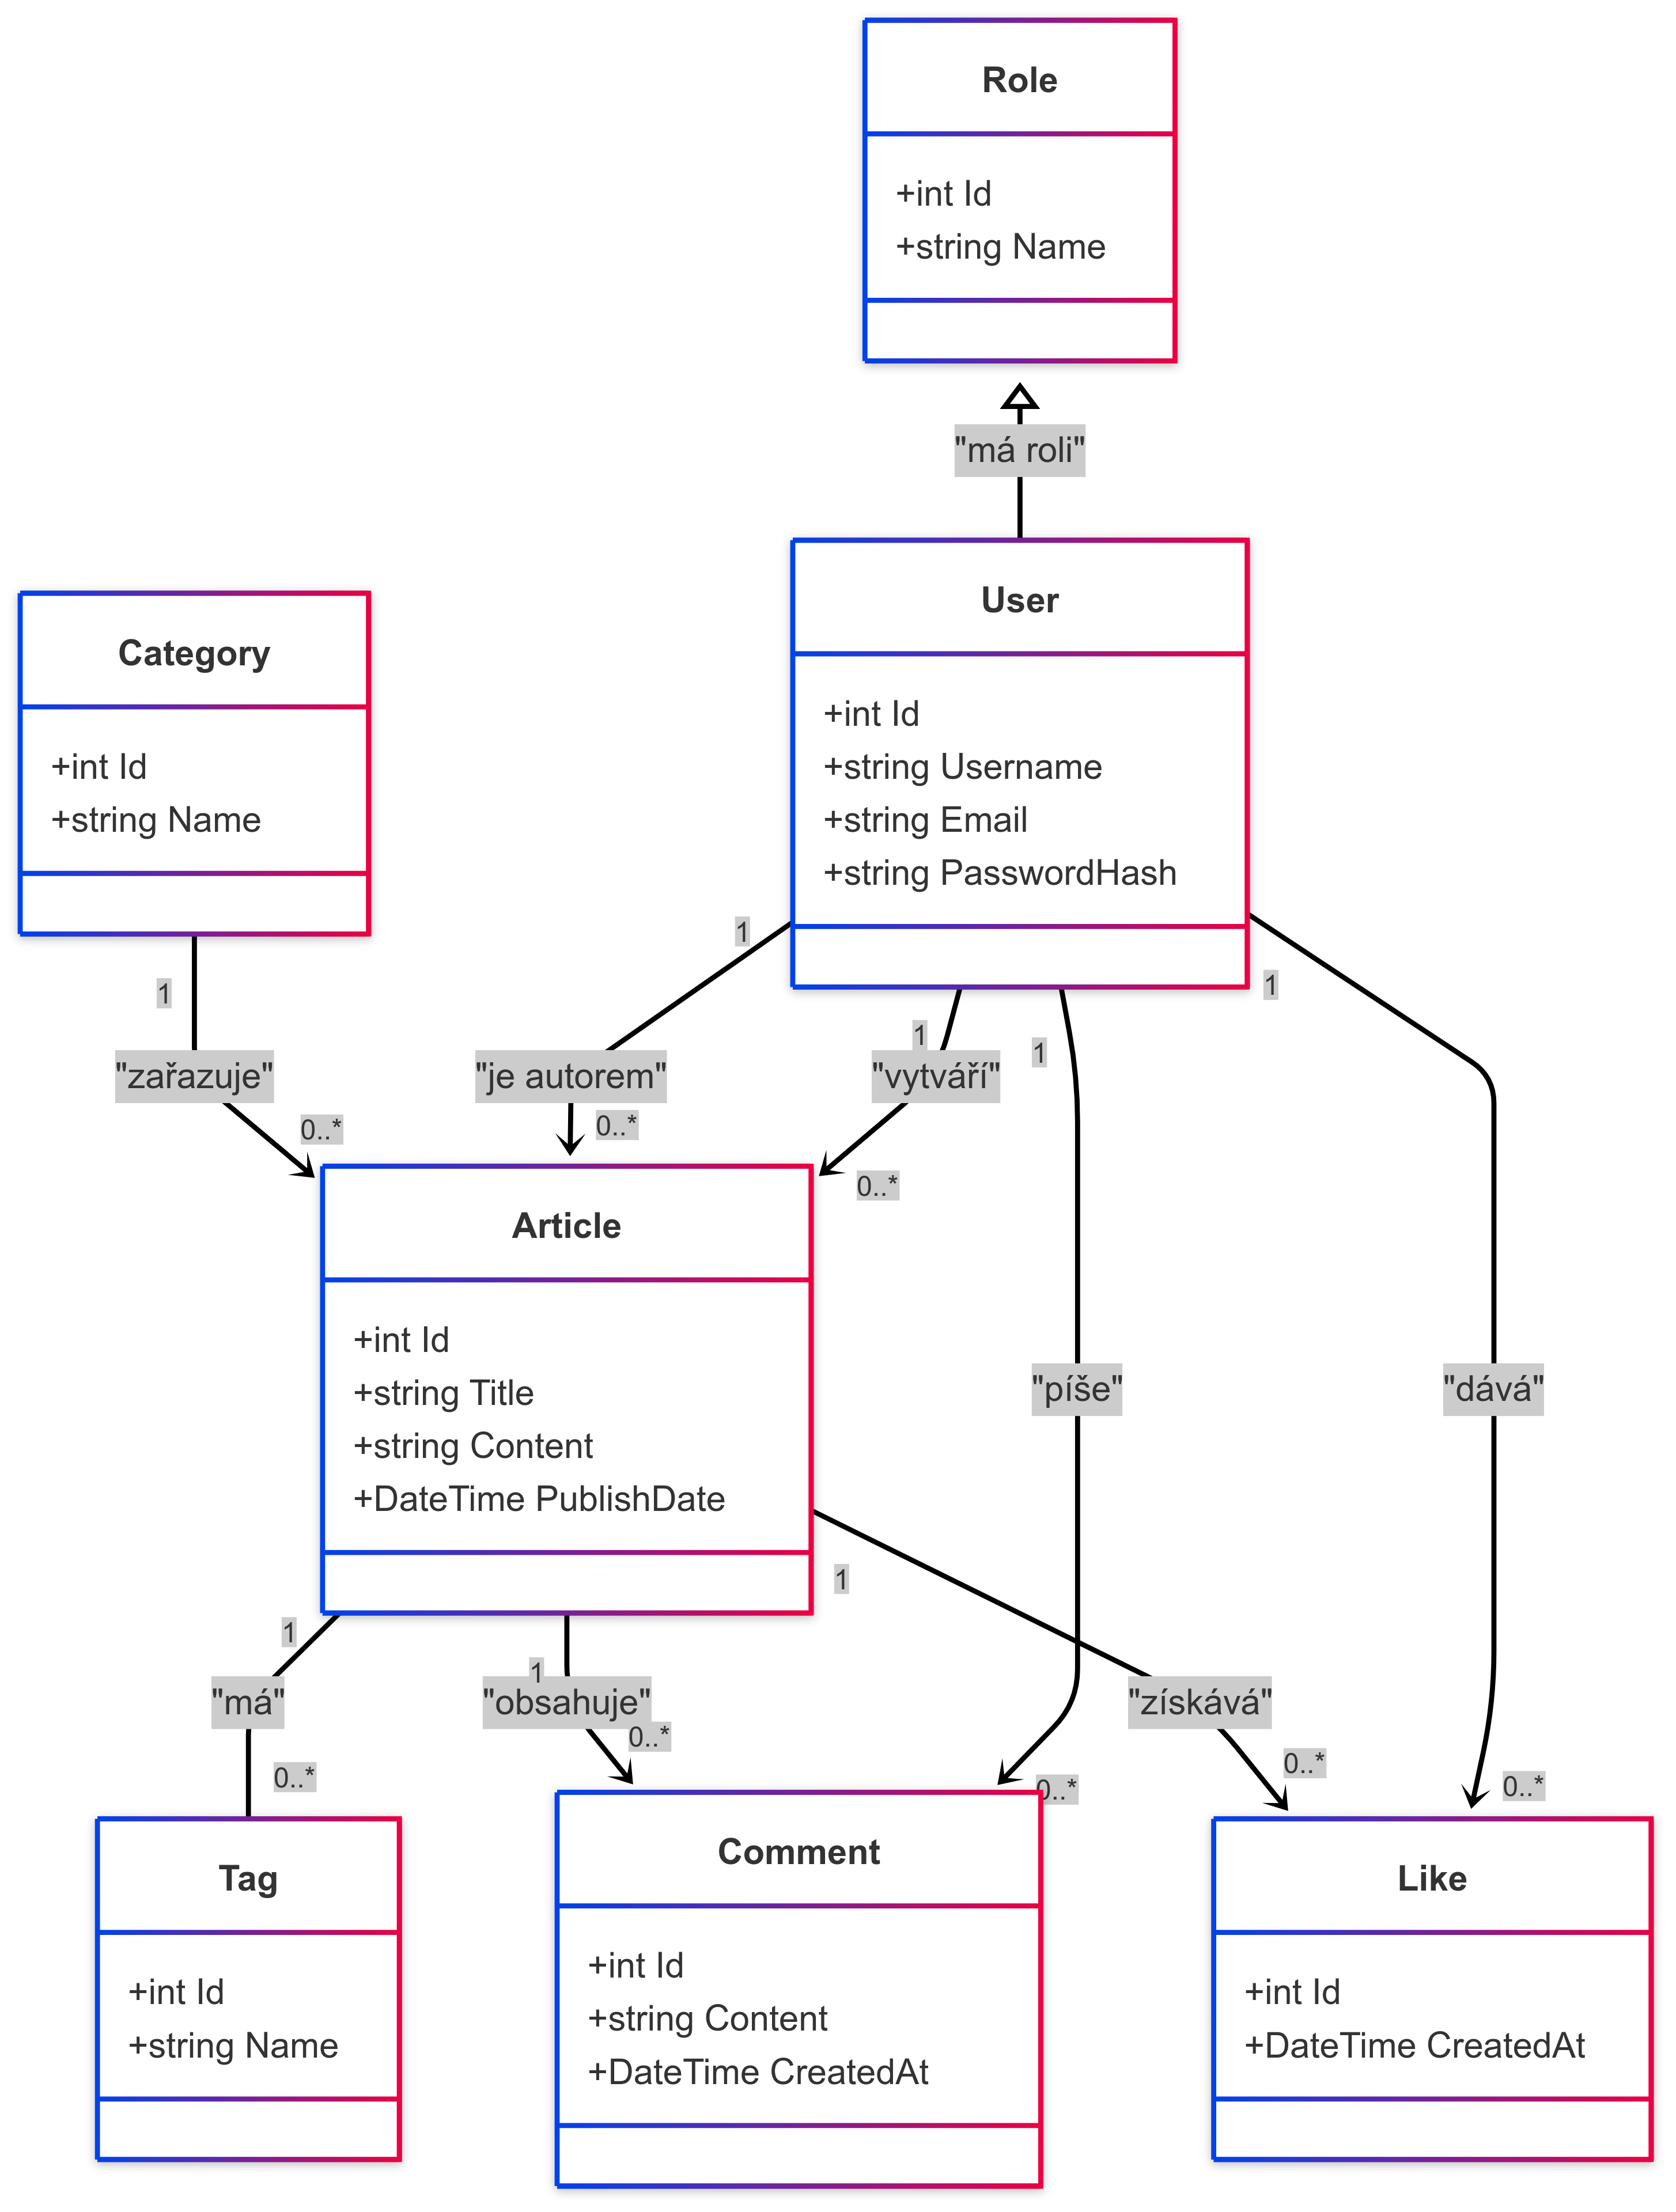 Role
+int Id
+string Name
"má roli"
User
+int Id
+string Username
+string Email
+string PasswordHash
Category
+int Id
+string Name
1
1
1
1
1
"zařazuje"
"je autorem"
"vytváří"
0..*
0..*
0..*
Article
+int Id
+string Title
+string Content
+DateTime PublishDate
"píše"
"dává"
1
1
1
"má"
"obsahuje"
"získává"
0..*
0..*
0..*
0..*
0..*
Tag
+int Id
+string Name
Comment
+int Id
+string Content
+DateTime CreatedAt
Like
+int Id
+DateTime CreatedAt